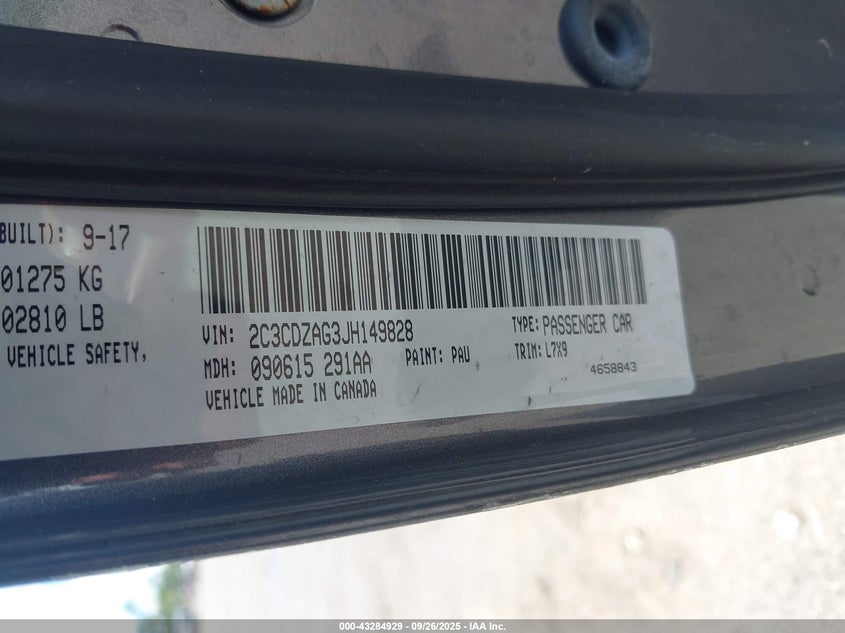 BUILT): 9-17
01275 KG
02810 LB
VEHICLE SAFETY,
VIN: 2C3CDZAG3JH149828
TYPE: PASSENGER CAR
MDH: 090615 291AA
PAINT: PAU
TRIM: L7X9
VEHICLE MADE IN CANADA
4658843
000-43284929 - 09/26/2025 - IAA Inc.